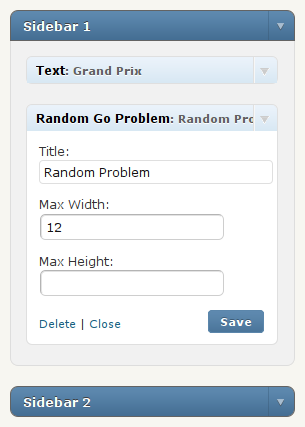 Sidebar 1
Text: Grand Prix
Random Go Problem: Random Pro
Title:
Random Problem
Max Width:
12
Max Height:
Delete | Close
Save
Sidebar 2